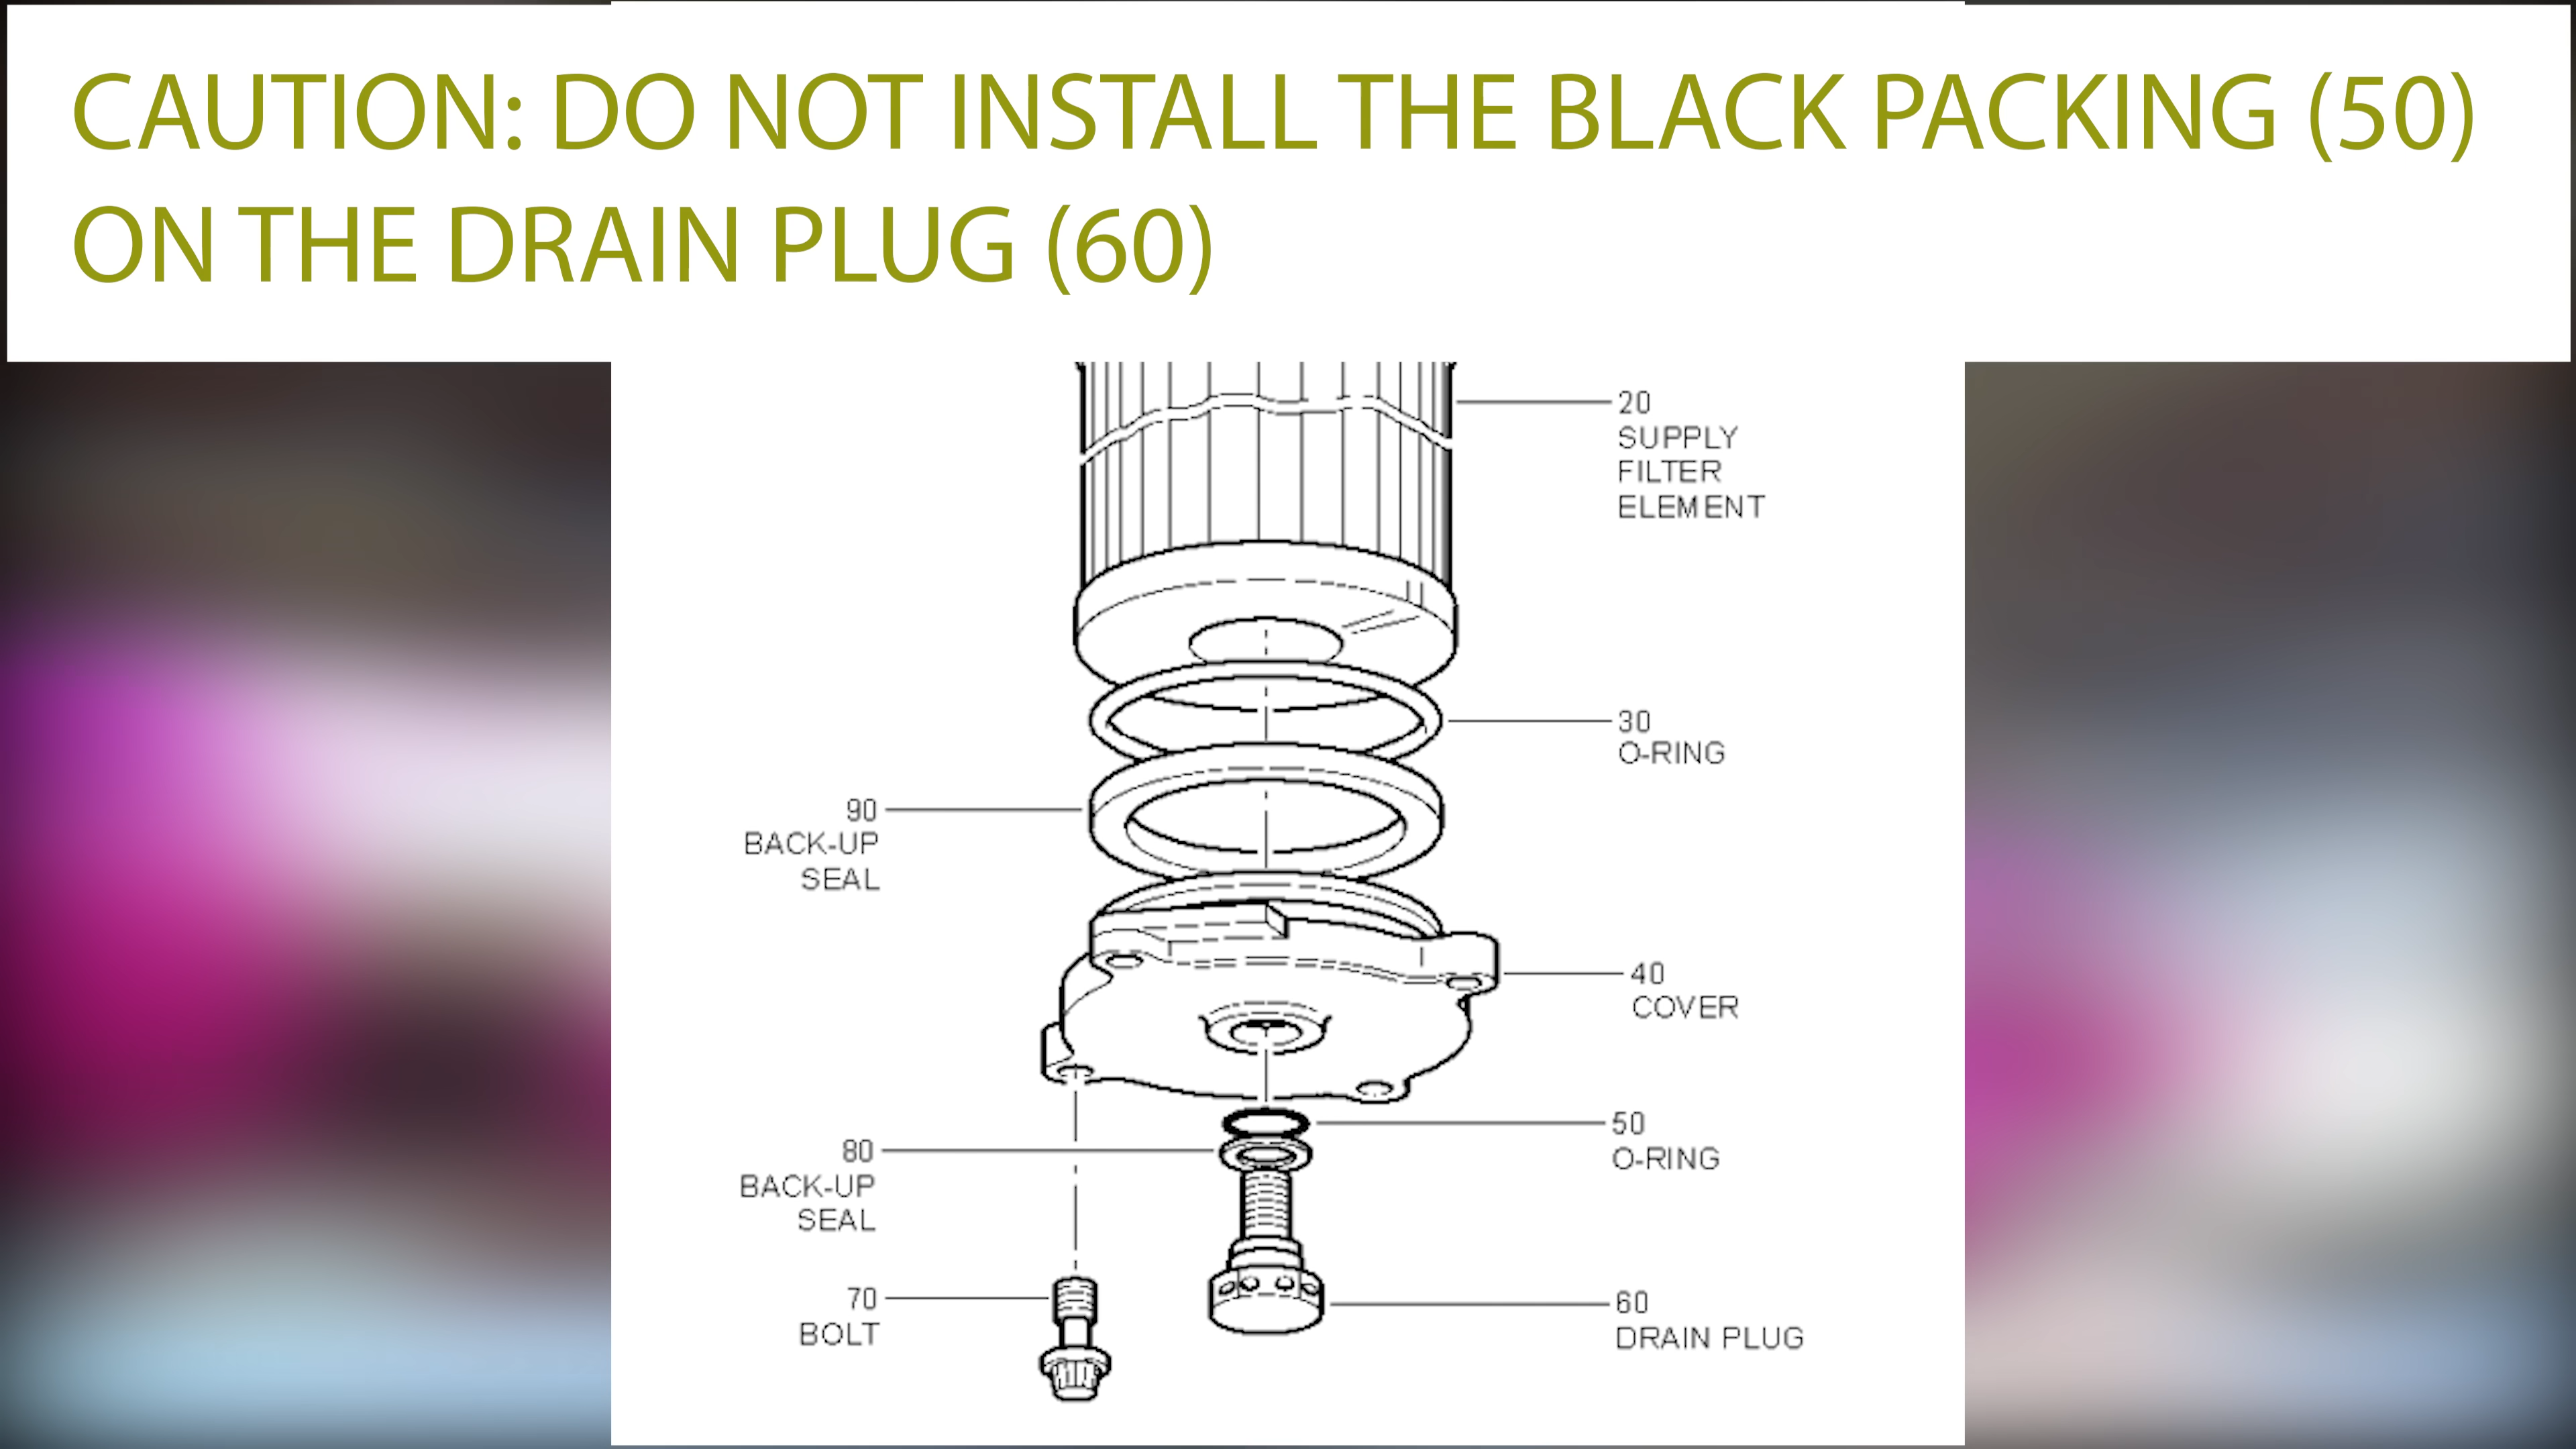 CAUTION: DO NOT INSTALL THE BLACK PACKING (50)
ON THE DRAIN PLUG (60)
20
SUPPLY
FILTER
ELEMENT
30
O-RING
90
BACK-UP
SEAL
40
COVER
50
O-RING
80
BACK-UP
SEAL
70
BOLT
60
DRAIN PLUG